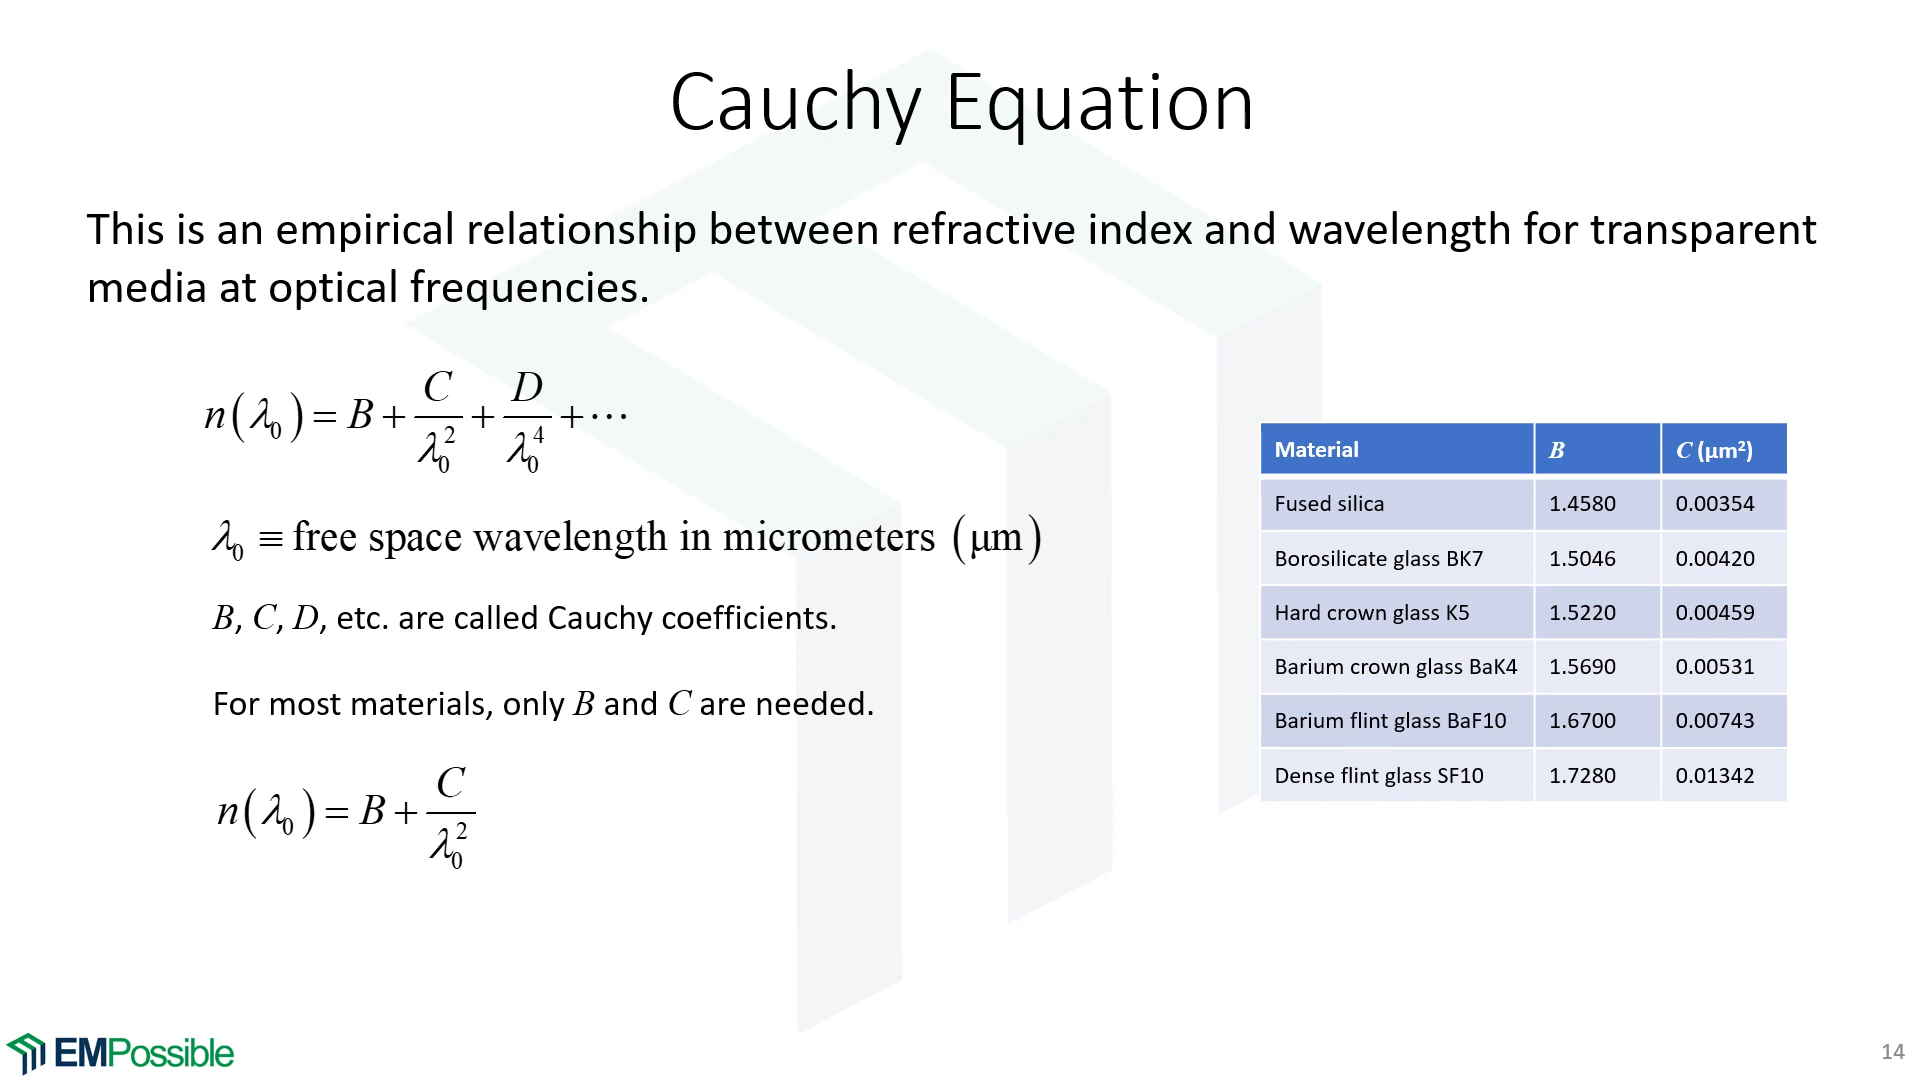 Cauchy Equation
This is an empirical relationship between refractive index and wavelength for transparent
media at optical frequencies.
n(λ₀) = B + C/λ₀² + D/λ₀⁴ + ⋯
λ₀ ≡ free space wavelength in micrometers (μm)
B, C, D, etc. are called Cauchy coefficients.
For most materials, only B and C are needed.
n(λ₀) = B + C/λ₀²
Material B C (μm²)
Fused silica 1.4580 0.00354
Borosilicate glass BK7 1.5046 0.00420
Hard crown glass K5 1.5220 0.00459
Barium crown glass BaK4 1.5690 0.00531
Barium flint glass BaF10 1.6700 0.00743
Dense flint glass SF10 1.7280 0.01342
EMPossible
14